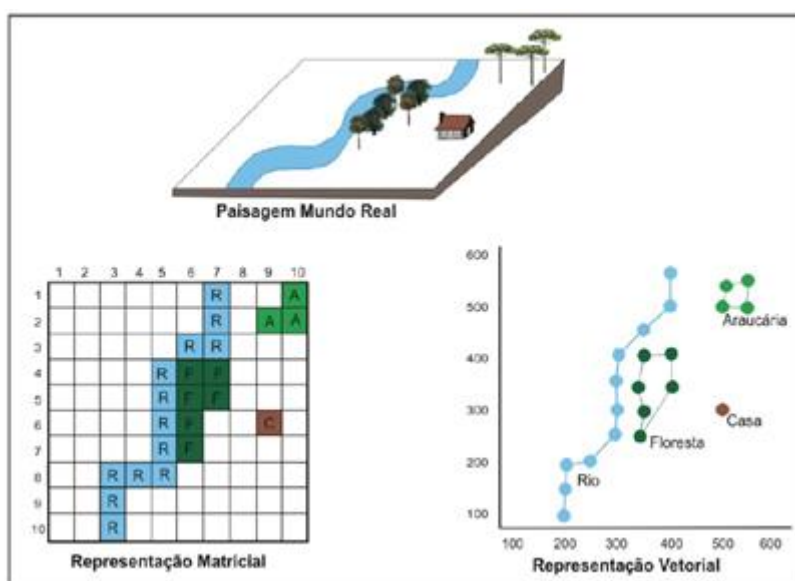 Paisagem Mundo Real
1 2 3 4 5 6 7 8 9 10
1 R A
2 R A A
3 R R
4 R F F
5 R F F
6 R F C
7 R F
8 R R R
9 R
10 R
Representação Matricial
600
500
Araucária
400
300
Casa
Floresta
200
Rio
100
100 200 300 400 500 600
Representação Vetorial